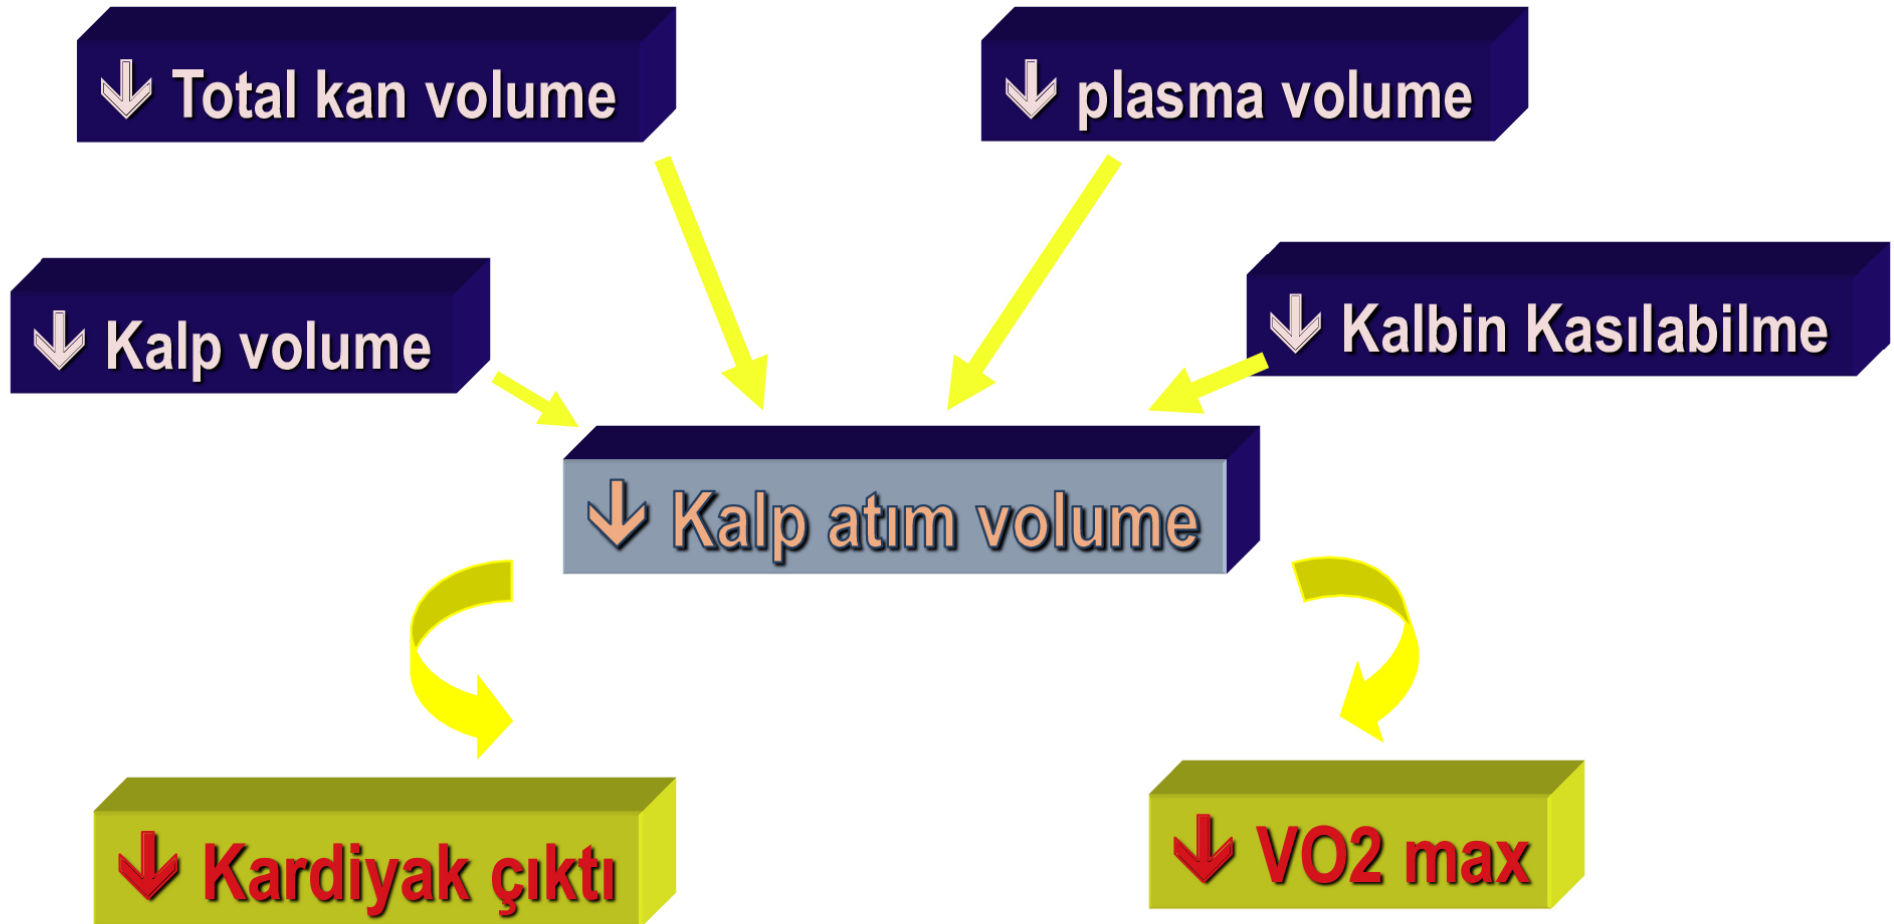 ↓ Total kan volume
↓ plasma volume
↓ Kalp volume
↓ Kalbin Kasılabilme
↓ Kalp atım volume
↓ Kardiyak çıktı
↓ VO2 max